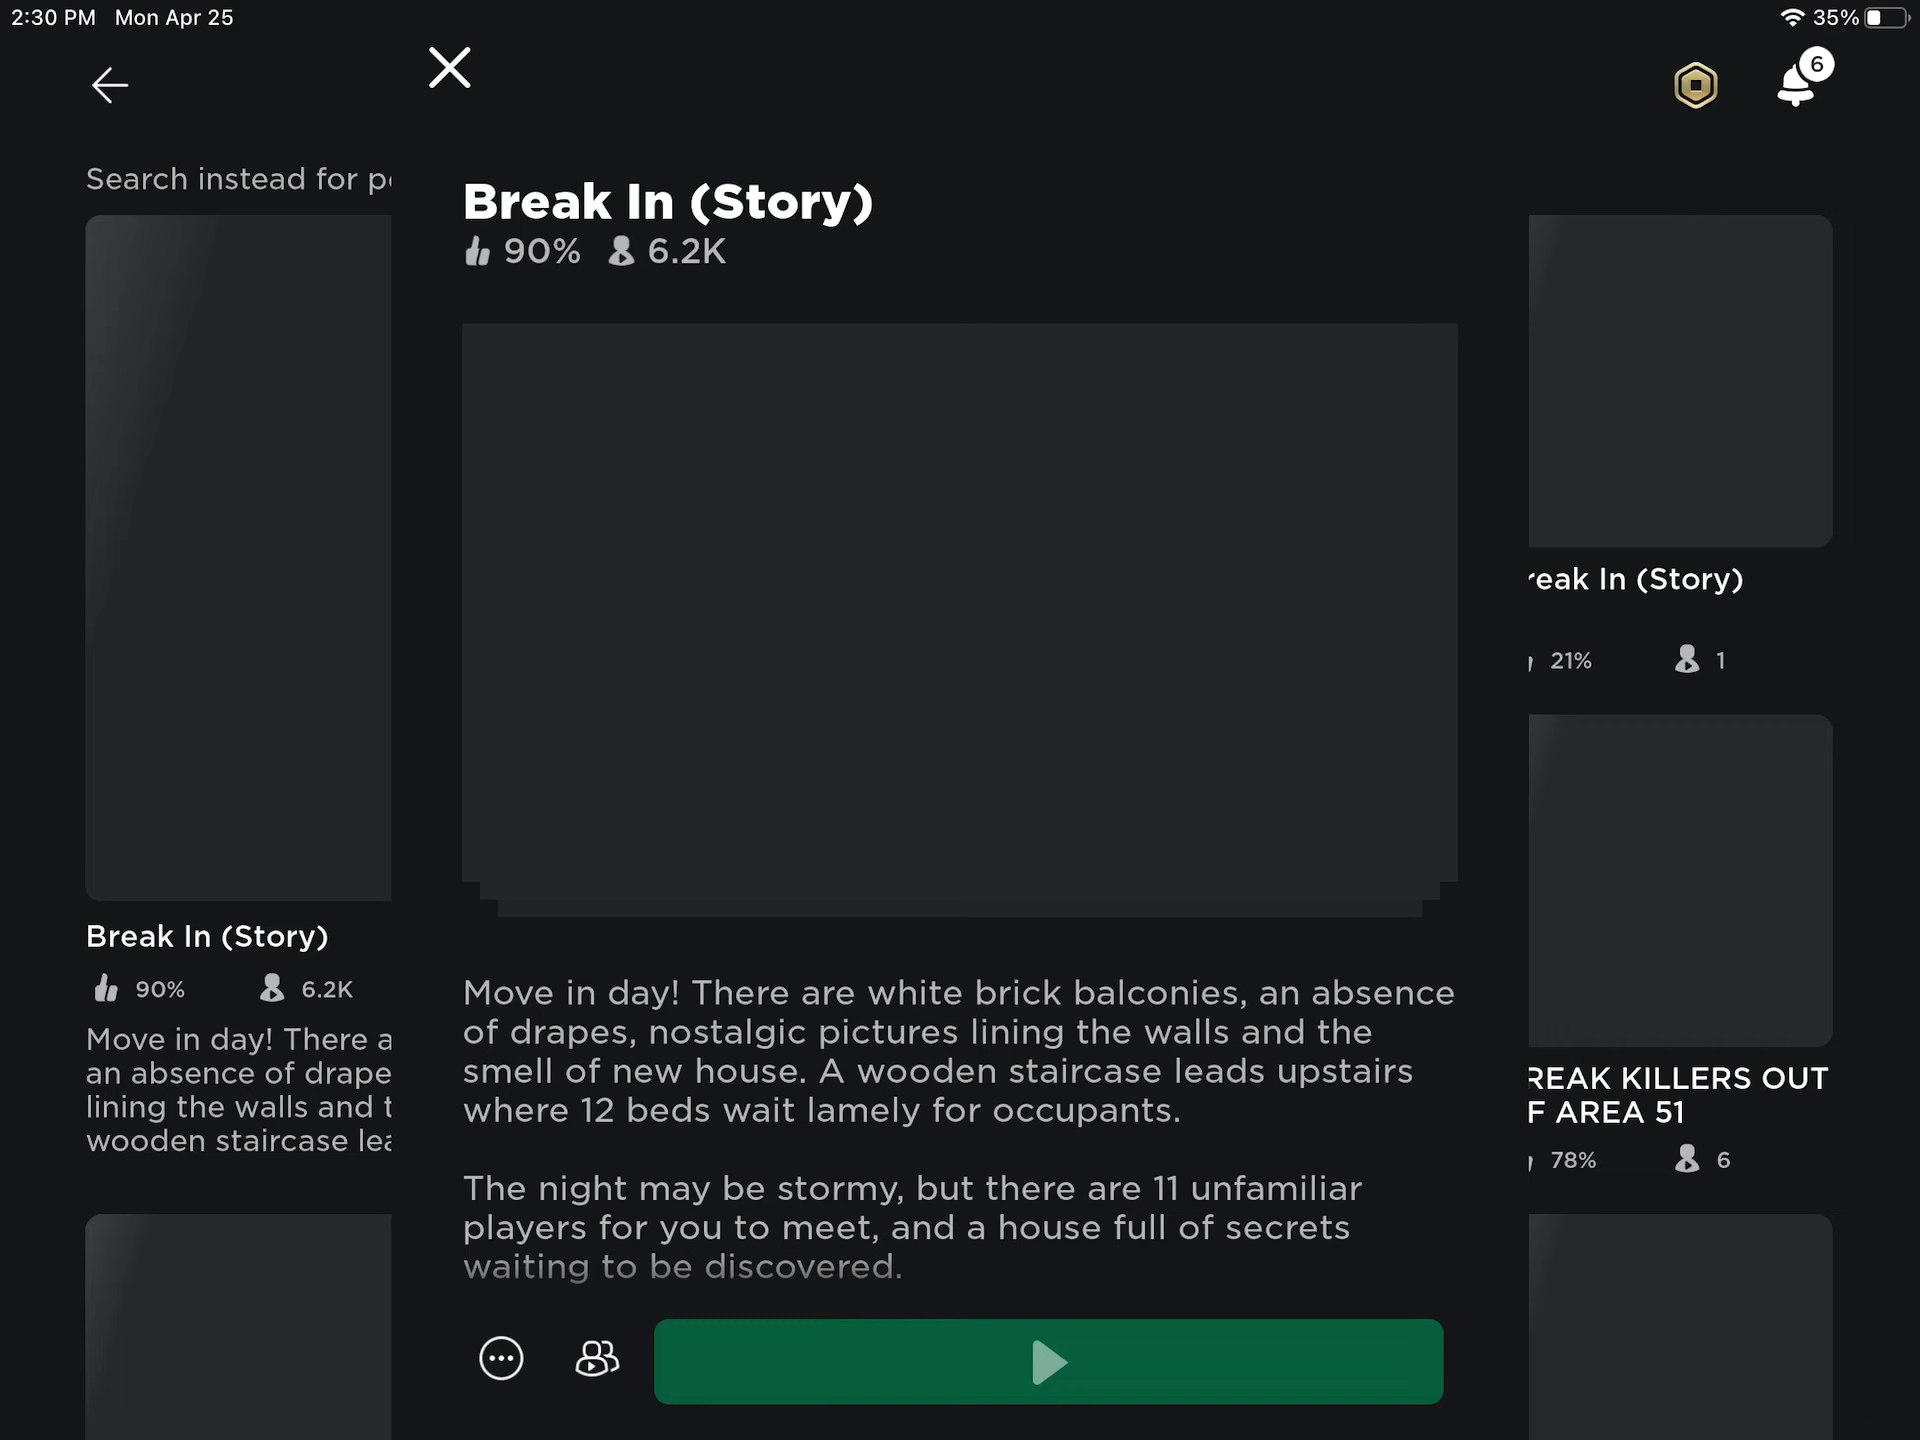 2:30 PM Mon Apr 25
35%
6
Search instead for
Break In (Story)
90% 6.2K
Move in day! There are white brick balconies, an absence
of drapes, nostalgic pictures lining the walls and the
smell of new house. A wooden staircase leads upstairs
where 12 beds wait lamely for occupants.
The night may be stormy, but there are 11 unfamiliar
players for you to meet, and a house full of secrets
waiting to be discovered.
Break In (Story)
90% 6.2K
Move in day! There a
an absence of drape
lining the walls and t
wooden staircase lea
reak In (Story)
21% 1
REAK KILLERS OUT
F AREA 51
78% 6